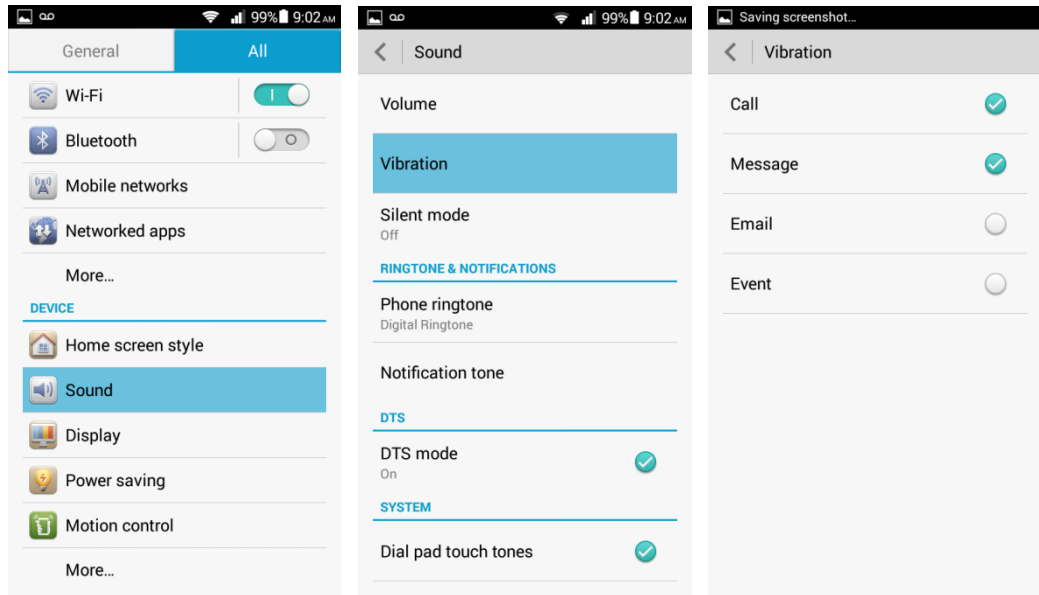 99% 9:02 AM
General All
Wi-Fi
Bluetooth
Mobile networks
Networked apps
More...
DEVICE
Home screen style
Sound
Display
Power saving
Motion control
More...
99% 9:02 AM
Sound
Volume
Vibration
Silent mode
Off
RINGTONE & NOTIFICATIONS
Phone ringtone
Digital Ringtone
Notification tone
DTS
DTS mode
On
SYSTEM
Dial pad touch tones
Saving screenshot...
Vibration
Call
Message
Email
Event